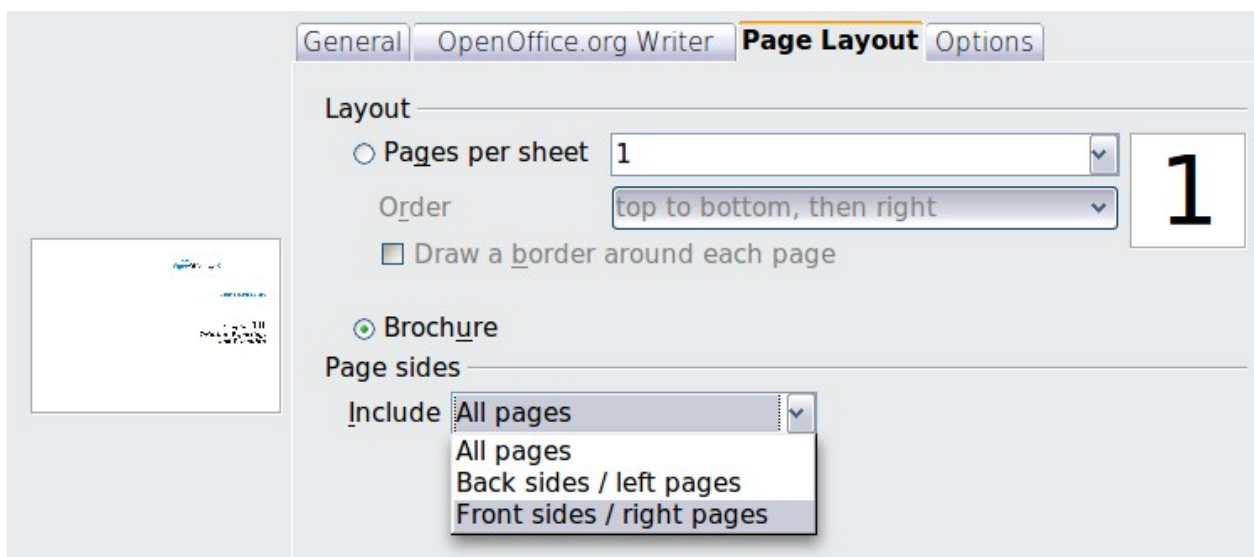 General OpenOffice.org Writer Page Layout Options
Layout
Pages per sheet 1
1
Order top to bottom, then right
Draw a border around each page
Brochure
Page sides
Include All pages
All pages
Back sides / left pages
Front sides / right pages